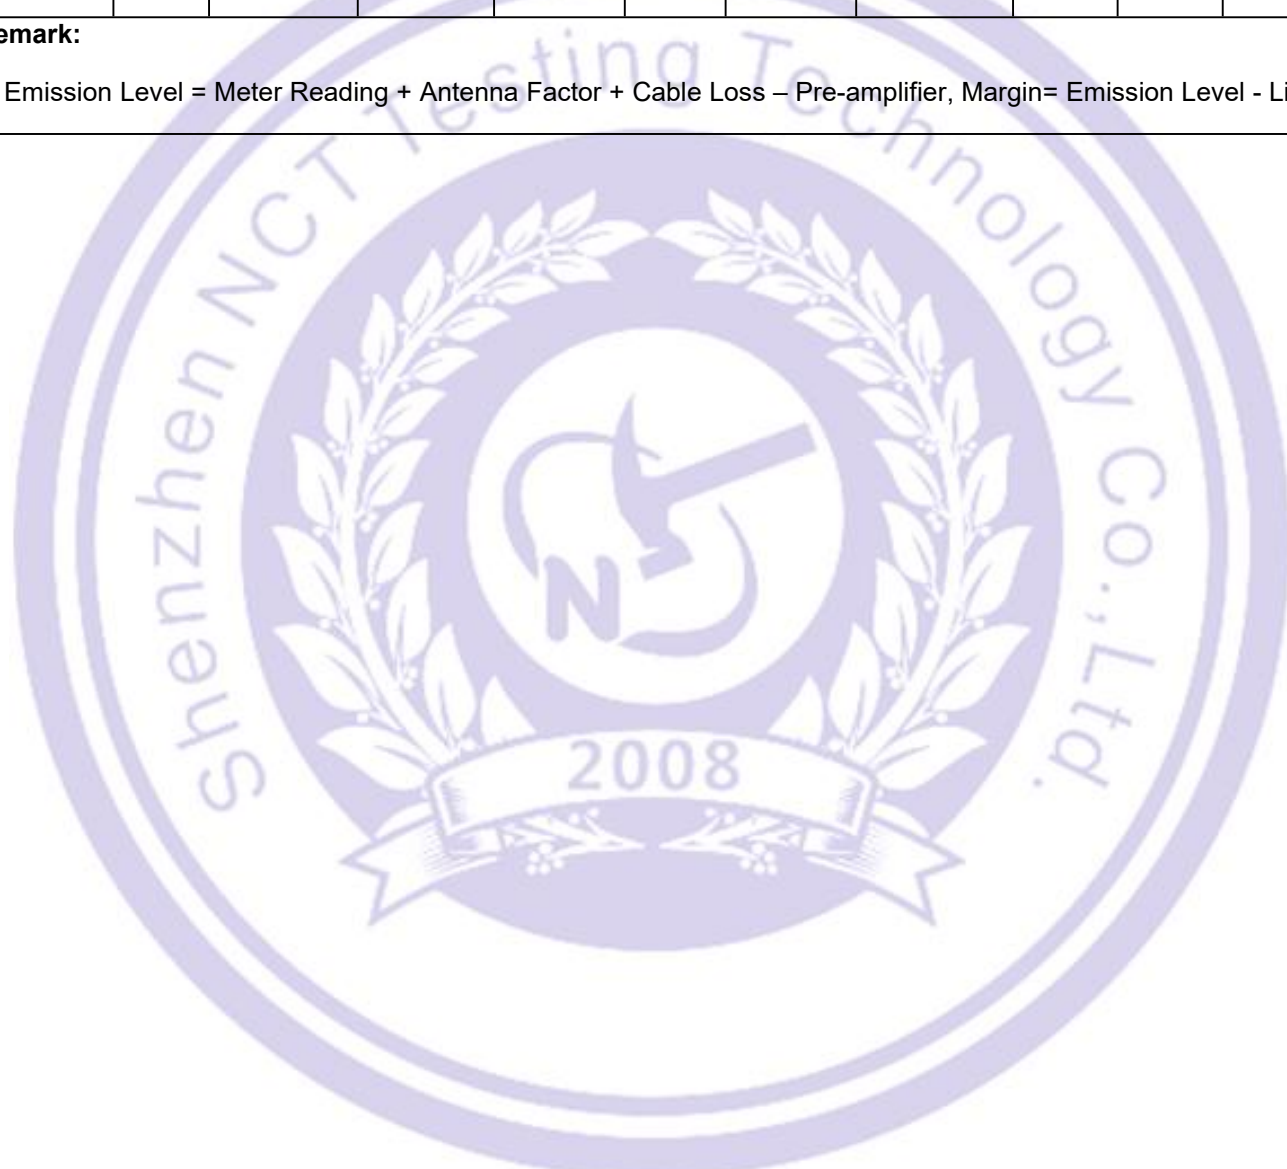 emark:
Emission Level = Meter Reading + Antenna Factor + Cable Loss – Pre-amplifier, Margin= Emission Level - Li
Shenzhen NCT Testing Technology Co.,Ltd.
N
2008